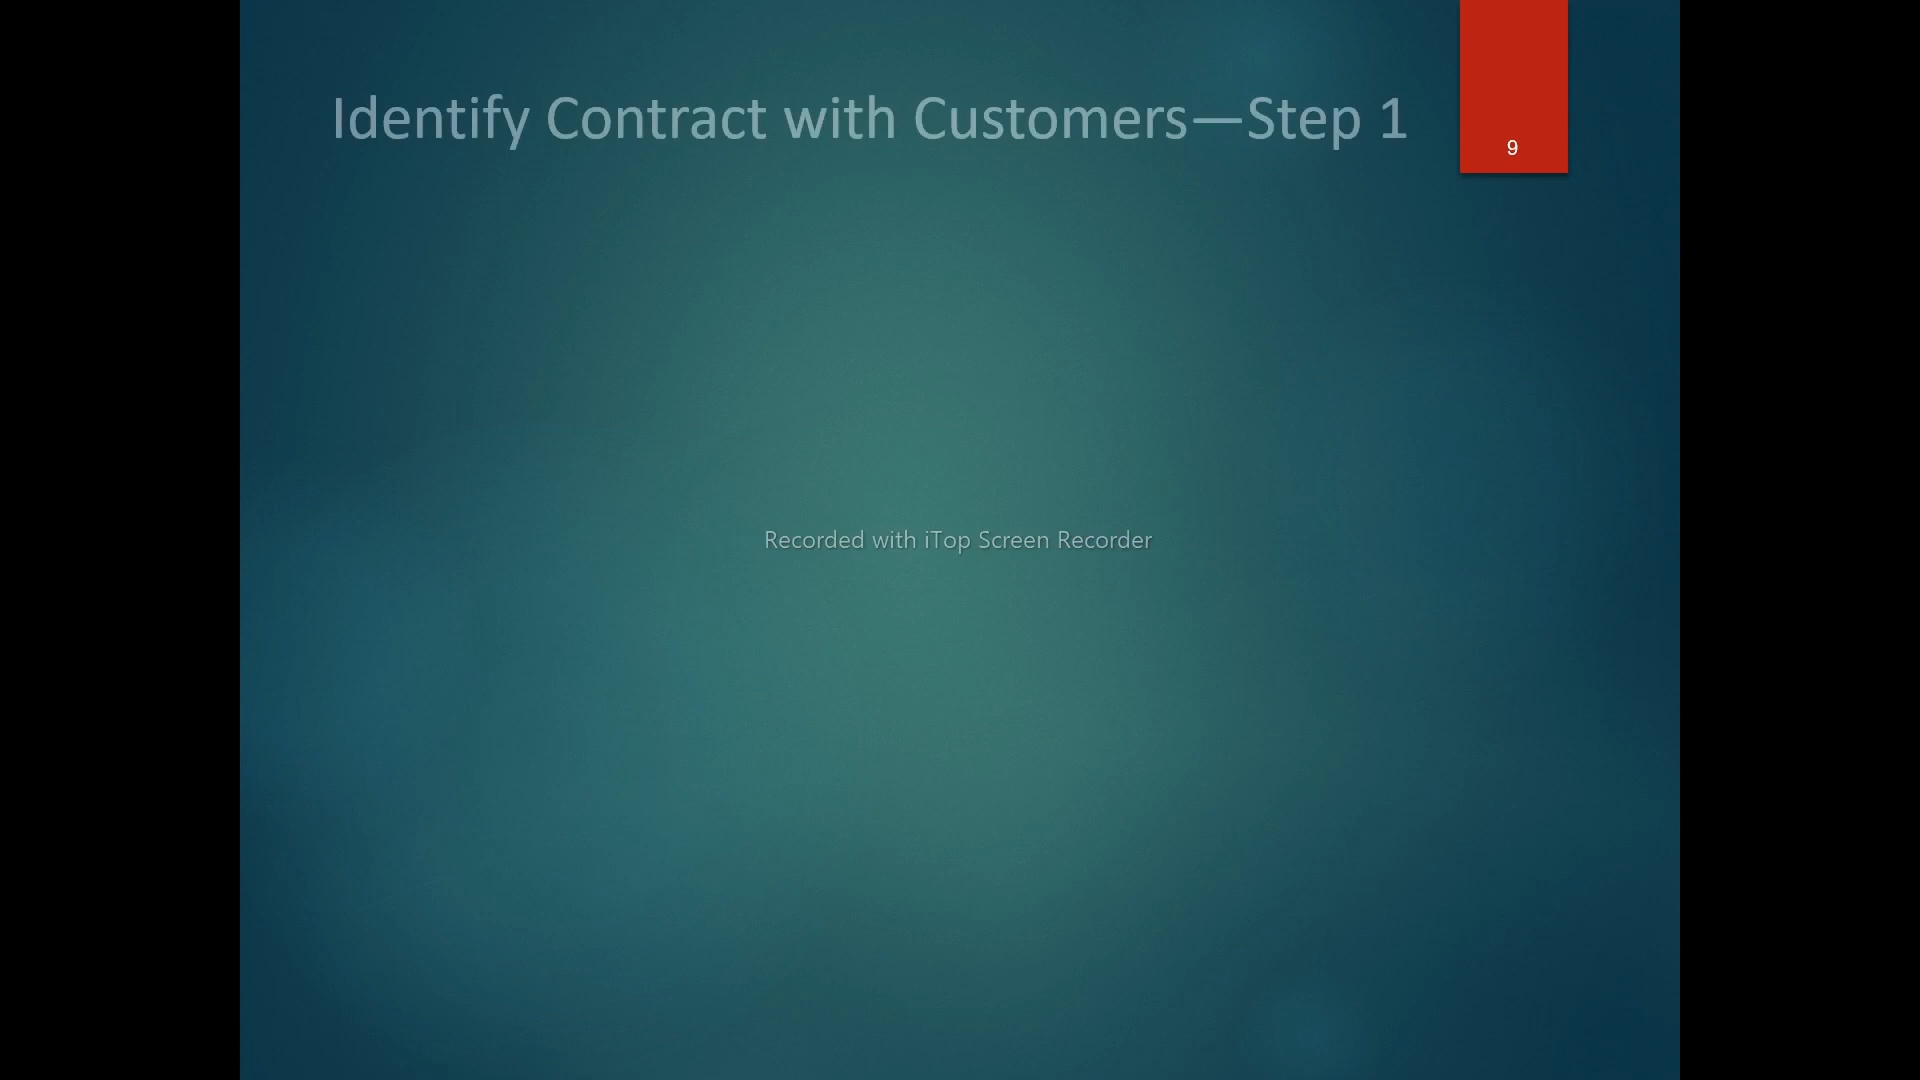 Identify Contract with Customers—Step 1
9
Recorded with iTop Screen Recorder